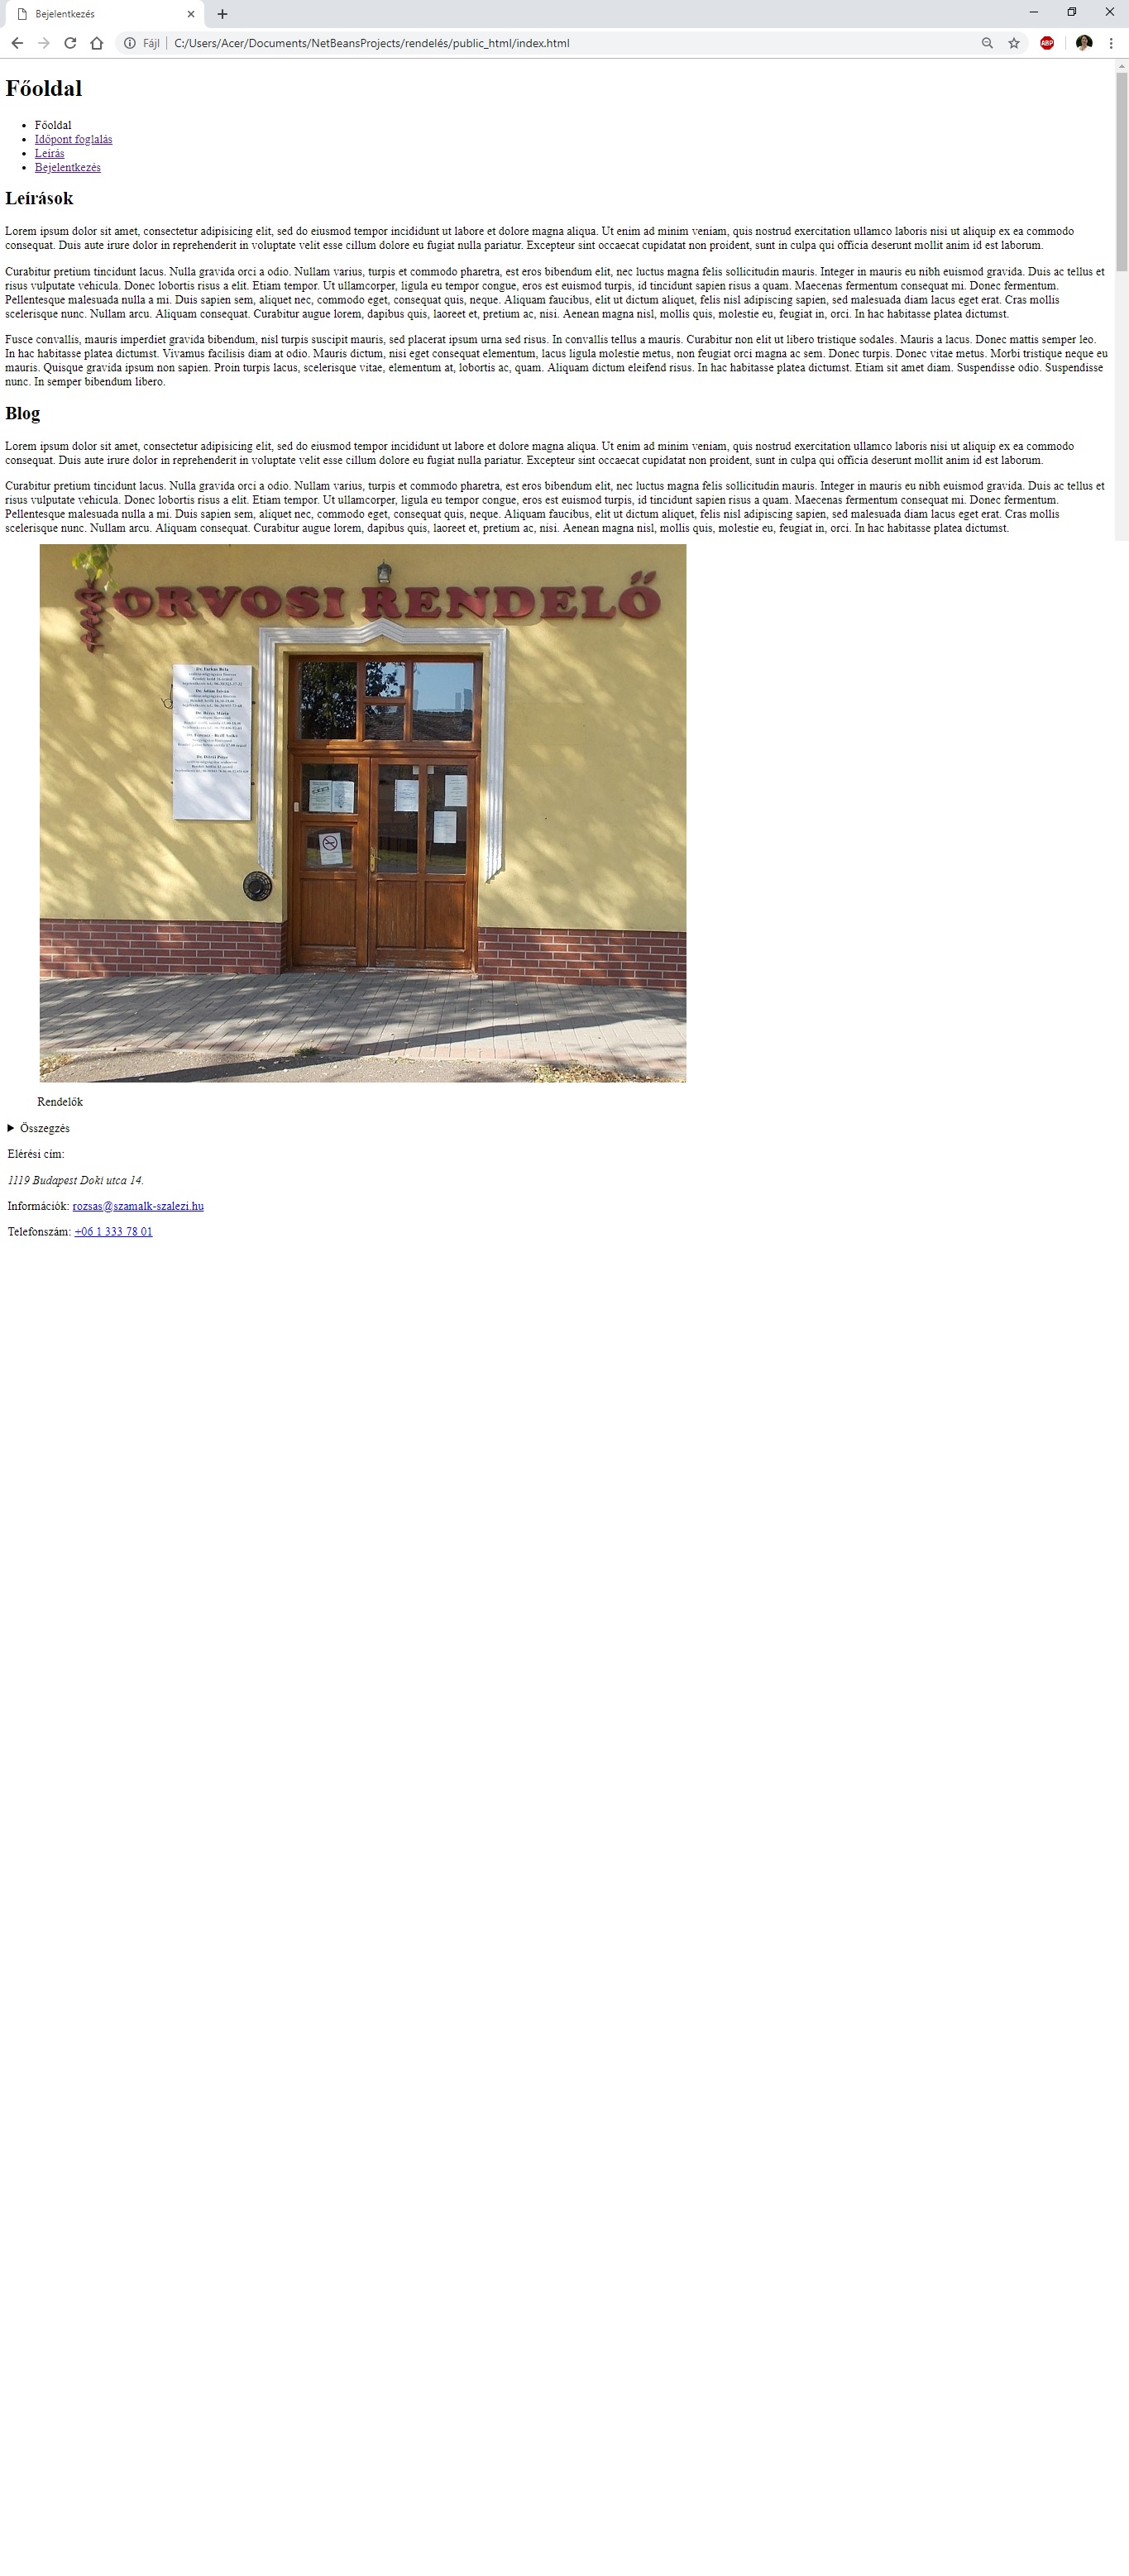 Bejelentkezés
Fájl
C:/Users/Acer/Documents/NetBeansProjects/rendelés/public_html/index.html
ABP
Főoldal
Főoldal
Időpont foglalás
Leírás
Bejelentkezés
Leírások
Lorem ipsum dolor sit amet, consectetur adipisicing elit, sed do eiusmod tempor incididunt ut labore et dolore magna aliqua. Ut enim ad minim veniam, quis nostrud exercitation ullamco laboris nisi ut aliquip ex ea commodo
consequat. Duis aute irure dolor in reprehenderit in voluptate velit esse cillum dolore eu fugiat nulla pariatur. Excepteur sint occaecat cupidatat non proident, sunt in culpa qui officia deserunt mollit anim id est laborum.
Curabitur pretium tincidunt lacus. Nulla gravida orci a odio. Nullam varius, turpis et commodo pharetra, est eros bibendum elit, nec luctus magna felis sollicitudin mauris. Integer in mauris eu nibh euismod gravida. Duis ac tellus et
risus vulputate vehicula. Donec lobortis risus a elit. Etiam tempor. Ut ullamcorper, ligula eu tempor congue, eros est euismod turpis, id tincidunt sapien risus a quam. Maecenas fermentum consequat mi. Donec fermentum.
Pellentesque malesuada nulla a mi. Duis sapien sem, aliquet nec, commodo eget, consequat quis, neque. Aliquam faucibus, elit ut dictum aliquet, felis nisl adipiscing sapien, sed malesuada diam lacus eget erat. Cras mollis
scelerisque nunc. Nullam arcu. Aliquam consequat. Curabitur augue lorem, dapibus quis, laoreet et, pretium ac, nisi. Aenean magna nisl, mollis quis, molestie eu, feugiat in, orci. In hac habitasse platea dictumst.
Fusce convallis, mauris imperdiet gravida bibendum, nisl turpis suscipit mauris, sed placerat ipsum urna sed risus. In convallis tellus a mauris. Curabitur non elit ut libero tristique sodales. Mauris a lacus. Donec mattis semper leo.
In hac habitasse platea dictumst. Vivamus facilisis diam at odio. Mauris dictum, nisi eget consequat elementum, lacus ligula molestie metus, non feugiat orci magna ac sem. Donec turpis. Donec vitae metus. Morbi tristique neque eu
mauris. Quisque gravida ipsum non sapien. Proin turpis lacus, scelerisque vitae, elementum at, lobortis ac, quam. Aliquam dictum eleifend risus. In hac habitasse platea dictumst. Etiam sit amet diam. Suspendisse odio. Suspendisse
nunc. In semper bibendum libero.
Blog
Lorem ipsum dolor sit amet, consectetur adipisicing elit, sed do eiusmod tempor incididunt ut labore et dolore magna aliqua. Ut enim ad minim veniam, quis nostrud exercitation ullamco laboris nisi ut aliquip ex ea commodo
consequat. Duis aute irure dolor in reprehenderit in voluptate velit esse cillum dolore eu fugiat nulla pariatur. Excepteur sint occaecat cupidatat non proident, sunt in culpa qui officia deserunt mollit anim id est laborum.
Curabitur pretium tincidunt lacus. Nulla gravida orci a odio. Nullam varius, turpis et commodo pharetra, est eros bibendum elit, nec luctus magna felis sollicitudin mauris. Integer in mauris eu nibh euismod gravida. Duis ac tellus et
risus vulputate vehicula. Donec lobortis risus a elit. Etiam tempor. Ut ullamcorper, ligula eu tempor congue, eros est euismod turpis, id tincidunt sapien risus a quam. Maecenas fermentum consequat mi. Donec fermentum.
Pellentesque malesuada nulla a mi. Duis sapien sem, aliquet nec, commodo eget, consequat quis, neque. Aliquam faucibus, elit ut dictum aliquet, felis nisl adipiscing sapien, sed malesuada diam lacus eget erat. Cras mollis
scelerisque nunc. Nullam arcu. Aliquam consequat. Curabitur augue lorem, dapibus quis, laoreet et, pretium ac, nisi. Aenean magna nisl, mollis quis, molestie eu, feugiat in, orci. In hac habitasse platea dictumst.
ORVOSI RENDELŐ
Dr. Farkas Béla
Rendelők
Összegzés
Elérési cím:
1119 Budapest Doki utca 14.
Információk: rozsas@szamalk-szalezi.hu
Telefonszám: +06 1 333 78 01